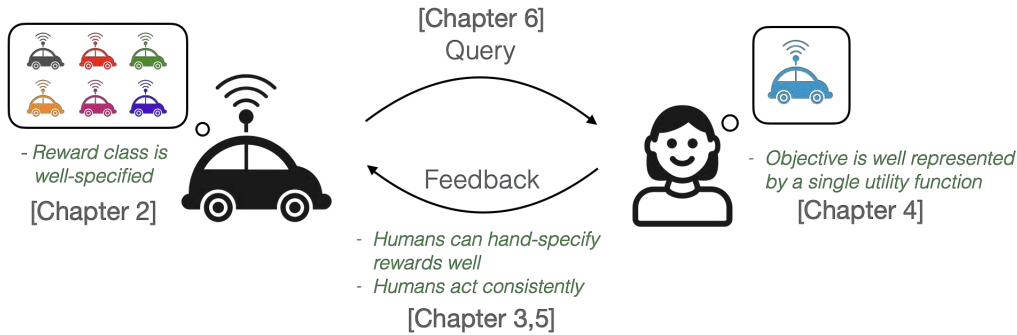 [Chapter 6]
Query
- Reward class is
well-specified
[Chapter 2]
Feedback
- Humans can hand-specify
rewards well
- Humans act consistently
[Chapter 3,5]
- Objective is well represented
by a single utility function
[Chapter 4]